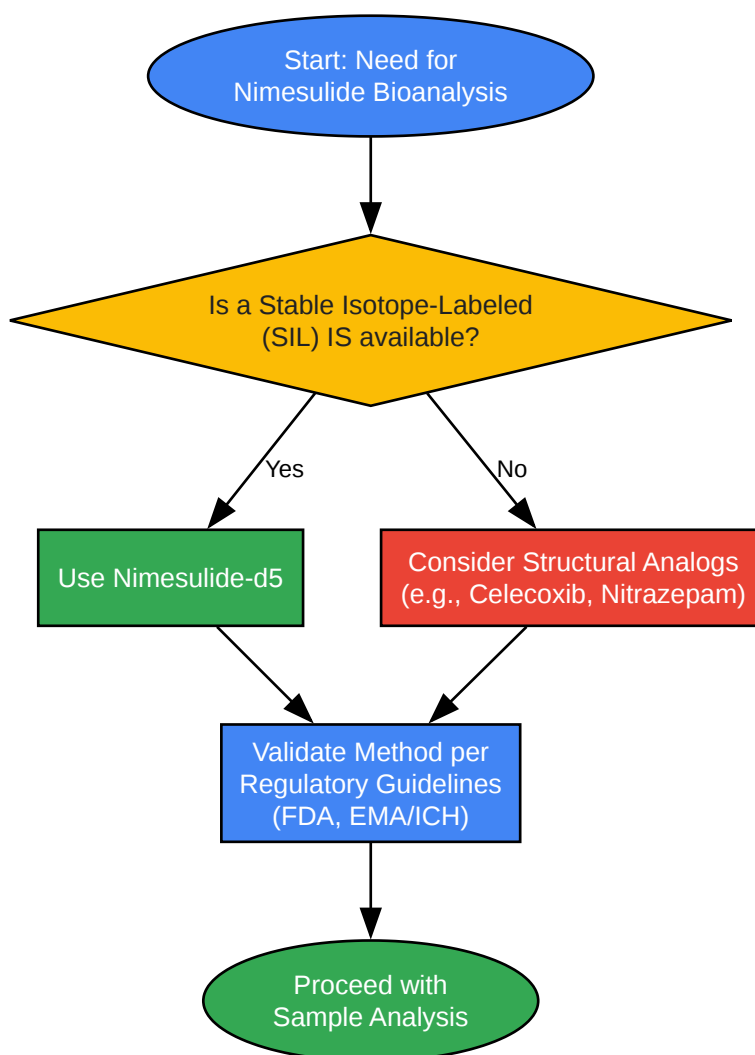 Start: Need for
Nimesulide Bioanalysis
Is a Stable Isotope-Labeled
(SIL) IS available?
Yes
No
Use Nimesulide-d5
Consider Structural Analogs
(e.g., Celecoxib, Nitrazepam)
Validate Method per
Regulatory Guidelines
(FDA, EMA/ICH)
Proceed with
Sample Analysis